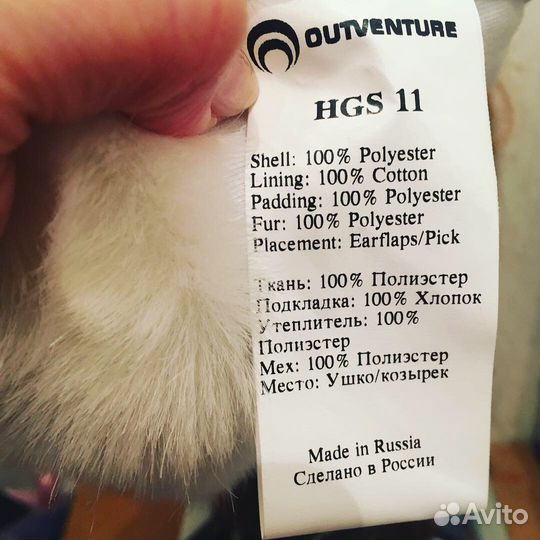 OUTVENTURE
HGS 11
Shell: 100% Polyester
Lining: 100% Cotton
Padding: 100% Polyester
Fur: 100% Polyester
Placement: Earflaps/Pick
Ткань: 100% Полиэстер
Подкладка: 100% Хлопок
Утеплитель: 100%
Полиэстер
Мех: 100% Полиэстер
Место: Ушко/козырек
Made in Russia
Сделано в России
Avito